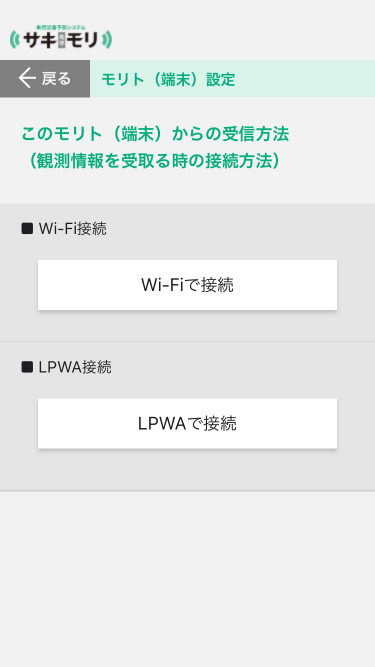 サキモリ
戻る
モリト（端末）設定
このモリト（端末）からの受信方法
（観測情報を受取る時の接続方法）
■ Wi-Fi接続
Wi-Fiで接続
■ LPWA接続
LPWAで接続